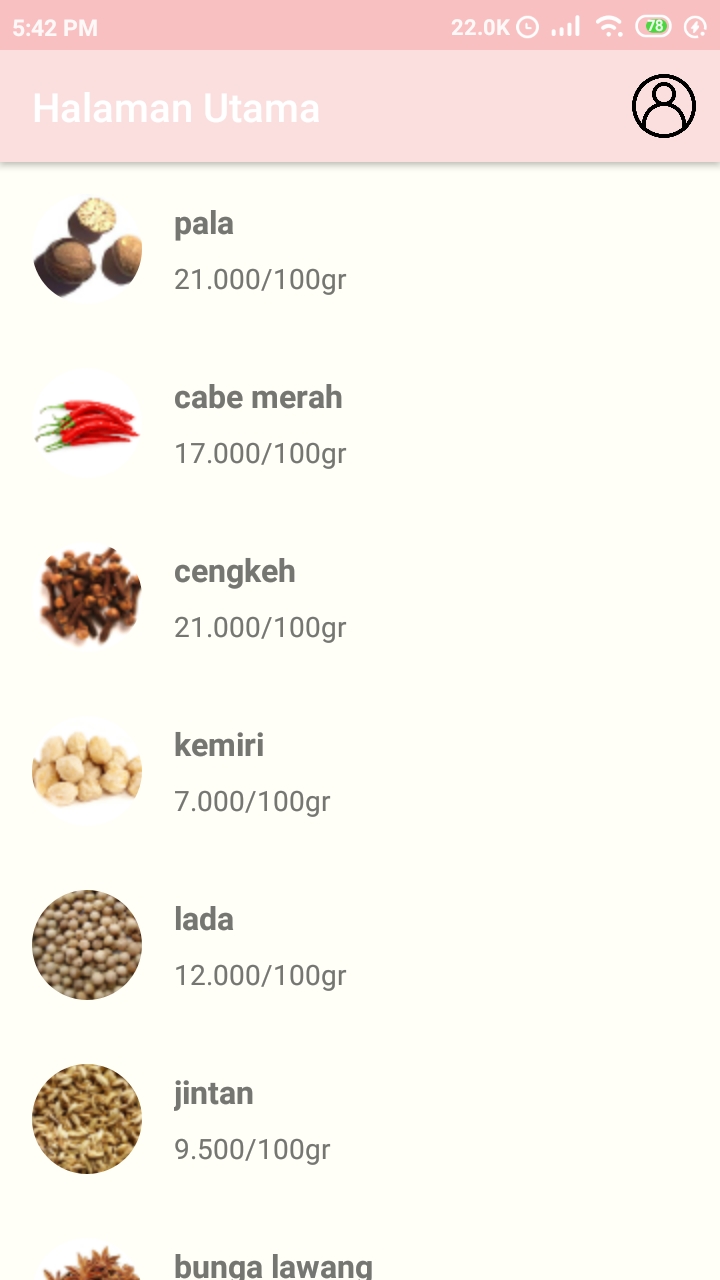 5:42 PM 22.0K 78
Halaman Utama
pala
21.000/100gr
cabe merah
17.000/100gr
cengkeh
21.000/100gr
kemiri
7.000/100gr
lada
12.000/100gr
jintan
9.500/100gr
bunga lawang